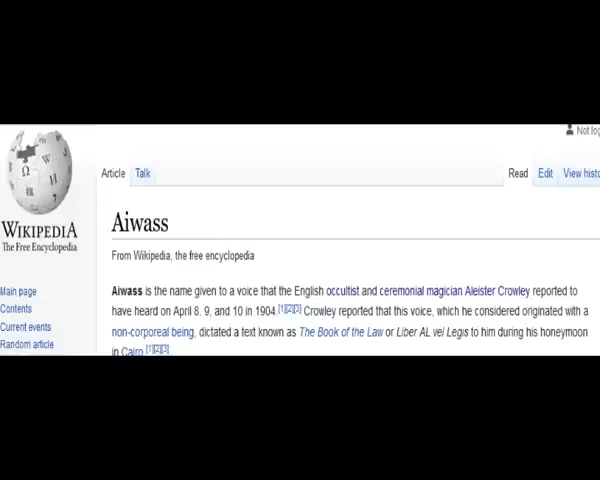 Not log
Article Talk Read Edit View histo
WIKIPEDIA
The Free Encyclopedia
Aiwass
From Wikipedia, the free encyclopedia
Main page
Contents
Current events
Random article
Aiwass is the name given to a voice that the English occultist and ceremonial magician Aleister Crowley reported to
have heard on April 8, 9, and 10 in 1904.[1][2][3] Crowley reported that this voice, which he considered originated with a
non-corporeal being, dictated a text known as The Book of the Law or Liber AL vel Legis to him during his honeymoon
in Cairo.[1][2][3]